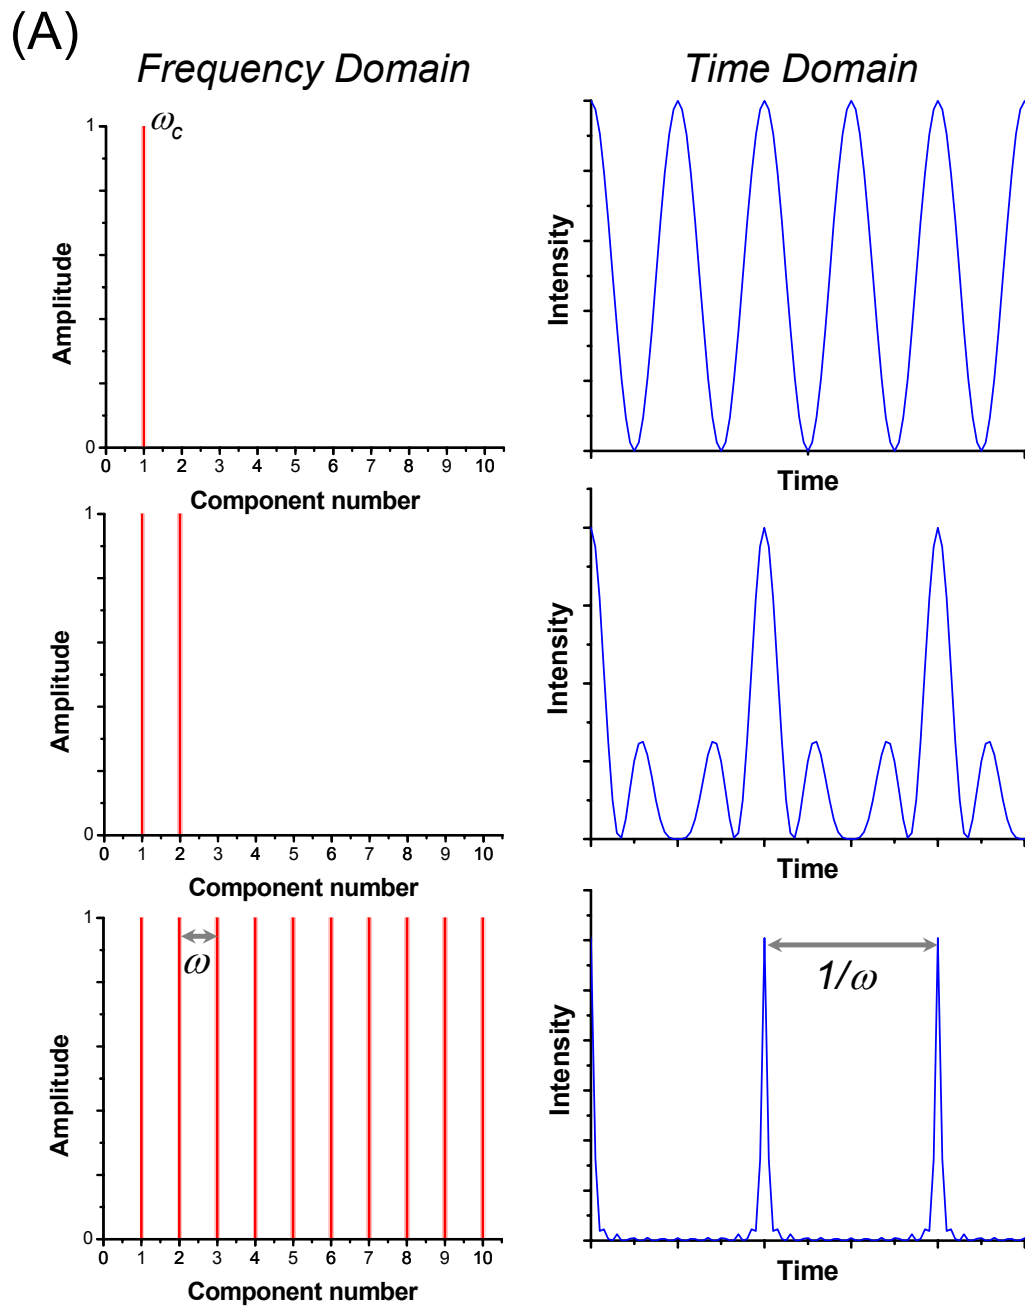 (A)
Frequency Domain
Time Domain
1
ω_c
Amplitude
0
0 1 2 3 4 5 6 7 8 9 10
Component number
Intensity
Time
1
Amplitude
0
0 1 2 3 4 5 6 7 8 9 10
Component number
Intensity
Time
1
ω
Amplitude
0
0 1 2 3 4 5 6 7 8 9 10
Component number
1/ω
Intensity
Time